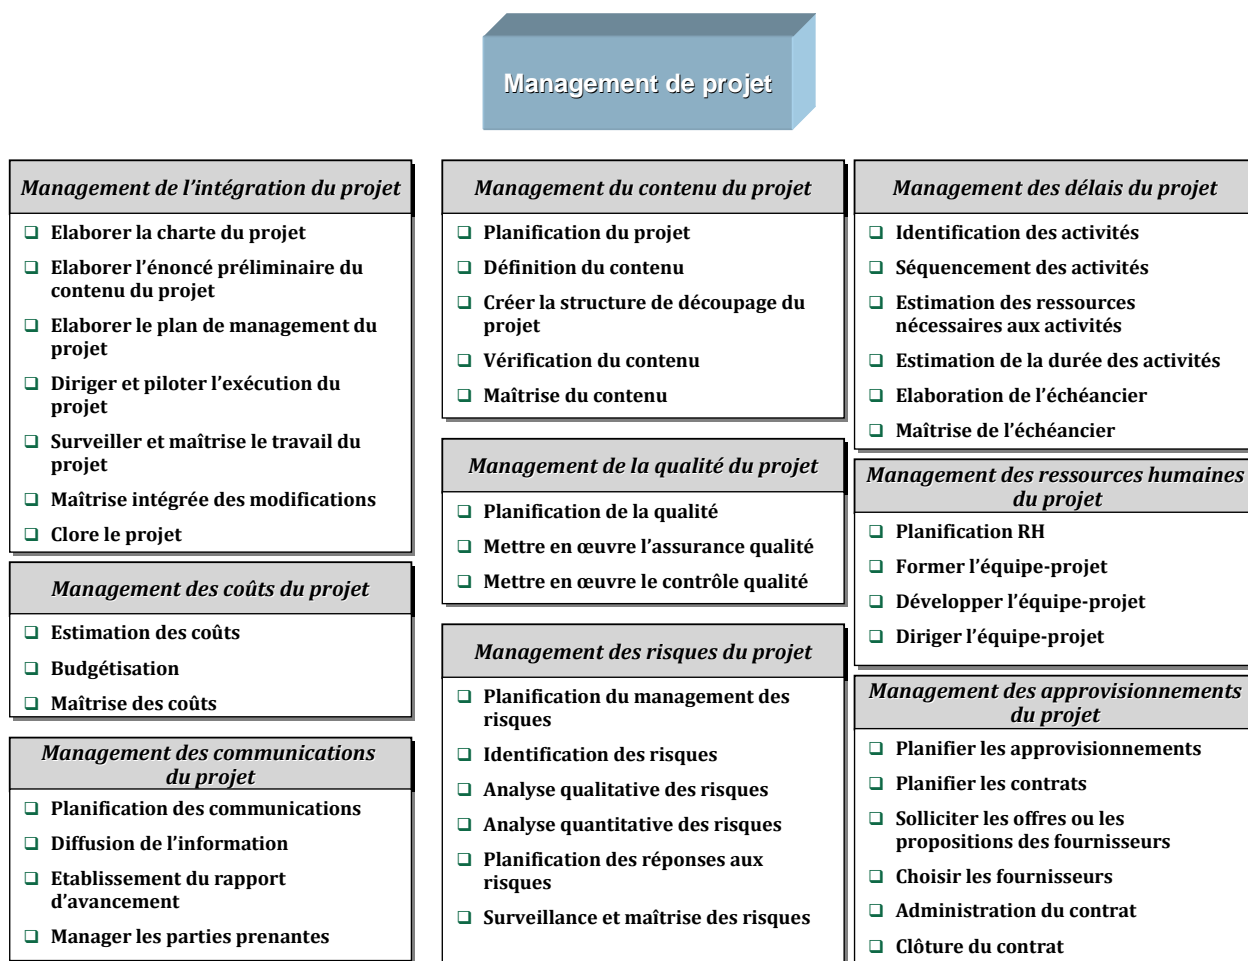 Management de projet
Management de l'intégration du projet
❑ Elaborer la charte du projet
❑ Elaborer l'énoncé préliminaire du
contenu du projet
❑ Elaborer le plan de management du
projet
❑ Diriger et piloter l'exécution du
projet
❑ Surveiller et maîtrise le travail du
projet
❑ Maîtrise intégrée des modifications
❑ Clore le projet
Management des coûts du projet
❑ Estimation des coûts
❑ Budgétisation
❑ Maîtrise des coûts
Management des communications
du projet
❑ Planification des communications
❑ Diffusion de l'information
❑ Etablissement du rapport
d'avancement
❑ Manager les parties prenantes
Management du contenu du projet
❑ Planification du projet
❑ Définition du contenu
❑ Créer la structure de découpage du
projet
❑ Vérification du contenu
❑ Maîtrise du contenu
Management de la qualité du projet
❑ Planification de la qualité
❑ Mettre en œuvre l'assurance qualité
❑ Mettre en œuvre le contrôle qualité
Management des risques du projet
❑ Planification du management des
risques
❑ Identification des risques
❑ Analyse qualitative des risques
❑ Analyse quantitative des risques
❑ Planification des réponses aux
risques
❑ Surveillance et maîtrise des risques
Management des délais du projet
❑ Identification des activités
❑ Séquencement des activités
❑ Estimation des ressources
nécessaires aux activités
❑ Estimation de la durée des activités
❑ Elaboration de l'échéancier
❑ Maîtrise de l'échéancier
Management des ressources humaines
du projet
❑ Planification RH
❑ Former l'équipe-projet
❑ Développer l'équipe-projet
❑ Diriger l'équipe-projet
Management des approvisionnements
du projet
❑ Planifier les approvisionnements
❑ Planifier les contrats
❑ Solliciter les offres ou les
propositions des fournisseurs
❑ Choisir les fournisseurs
❑ Administration du contrat
❑ Clôture du contrat